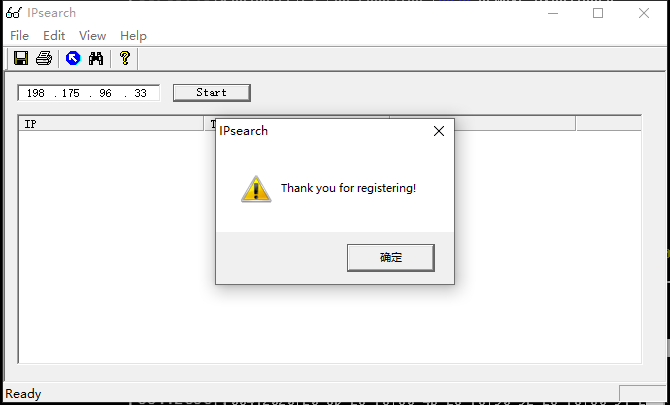 IPsearch
File Edit View Help
198 . 175 . 96 . 33 Start
IP
IPsearch
Thank you for registering!
确定
Ready